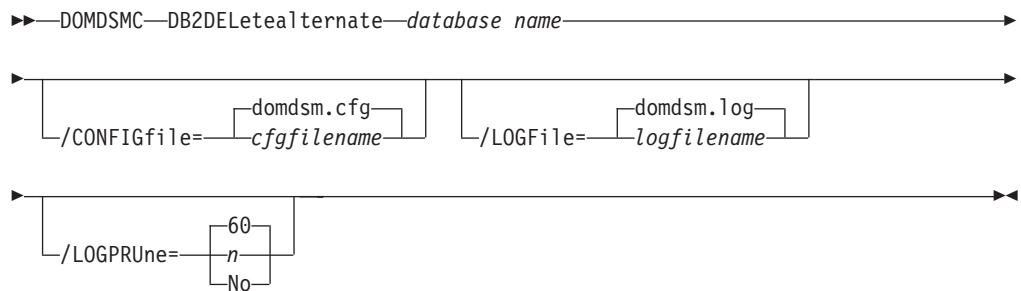 DOMDSMC DB2DELetealternate database name
domdsm.cfg domdsm.log
/CONFIGfile= cfgfilename /LOGFile= logfilename
60
/LOGPRUne= n
No